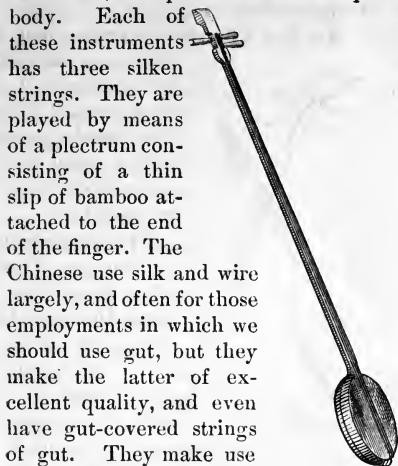 body. Each of
these instruments
has three silken
strings. They are
played by means
of a plectrum con-
sisting of a thin
slip of bamboo at-
tached to the end
of the finger. The
Chinese use silk and wire
largely, and often for those
employments in which we
should use gut, but they
make the latter of ex-
cellent quality, and even
have gut-covered strings
of gut. They make use